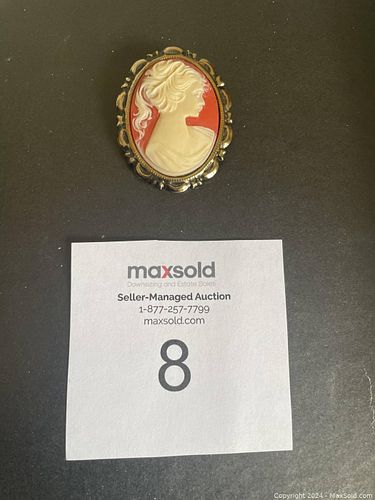 maxsold
Downsizing and Estate Sales
Seller-Managed Auction
1-877-257-7799
maxsold.com
8
Copyright 2024 - MaxSold.com